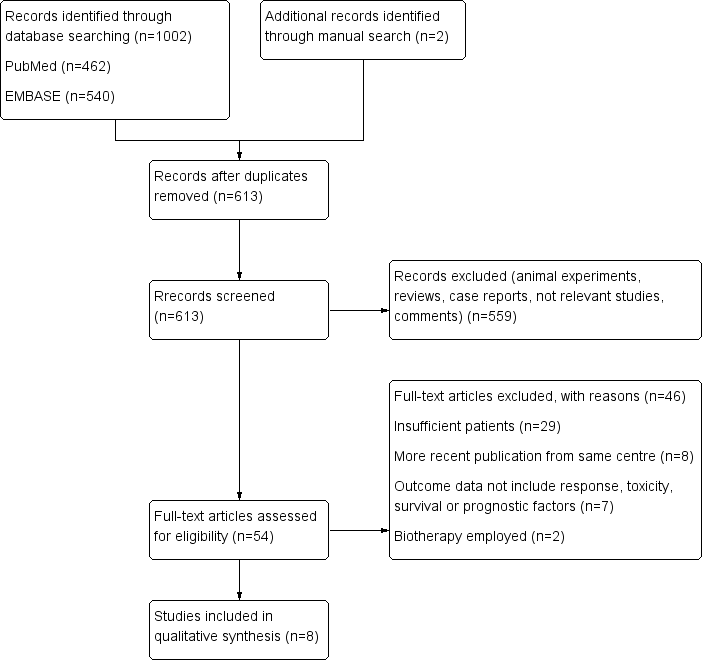 Records identified through
database searching (n=1002)
PubMed (n=462)
EMBASE (n=540)
Additional records identified
through manual search (n=2)
Records after duplicates
removed (n=613)
Rrecords screened
(n=613)
Records excluded (animal experiments,
reviews, case reports, not relevant studies,
comments) (n=559)
Full-text articles assessed
for eligibility (n=54)
Full-text articles excluded, with reasons (n=46)
Insufficient patients (n=29)
More recent publication from same centre (n=8)
Outcome data not include response, toxicity,
survival or prognostic factors (n=7)
Biotherapy employed (n=2)
Studies included in
qualitative synthesis (n=8)